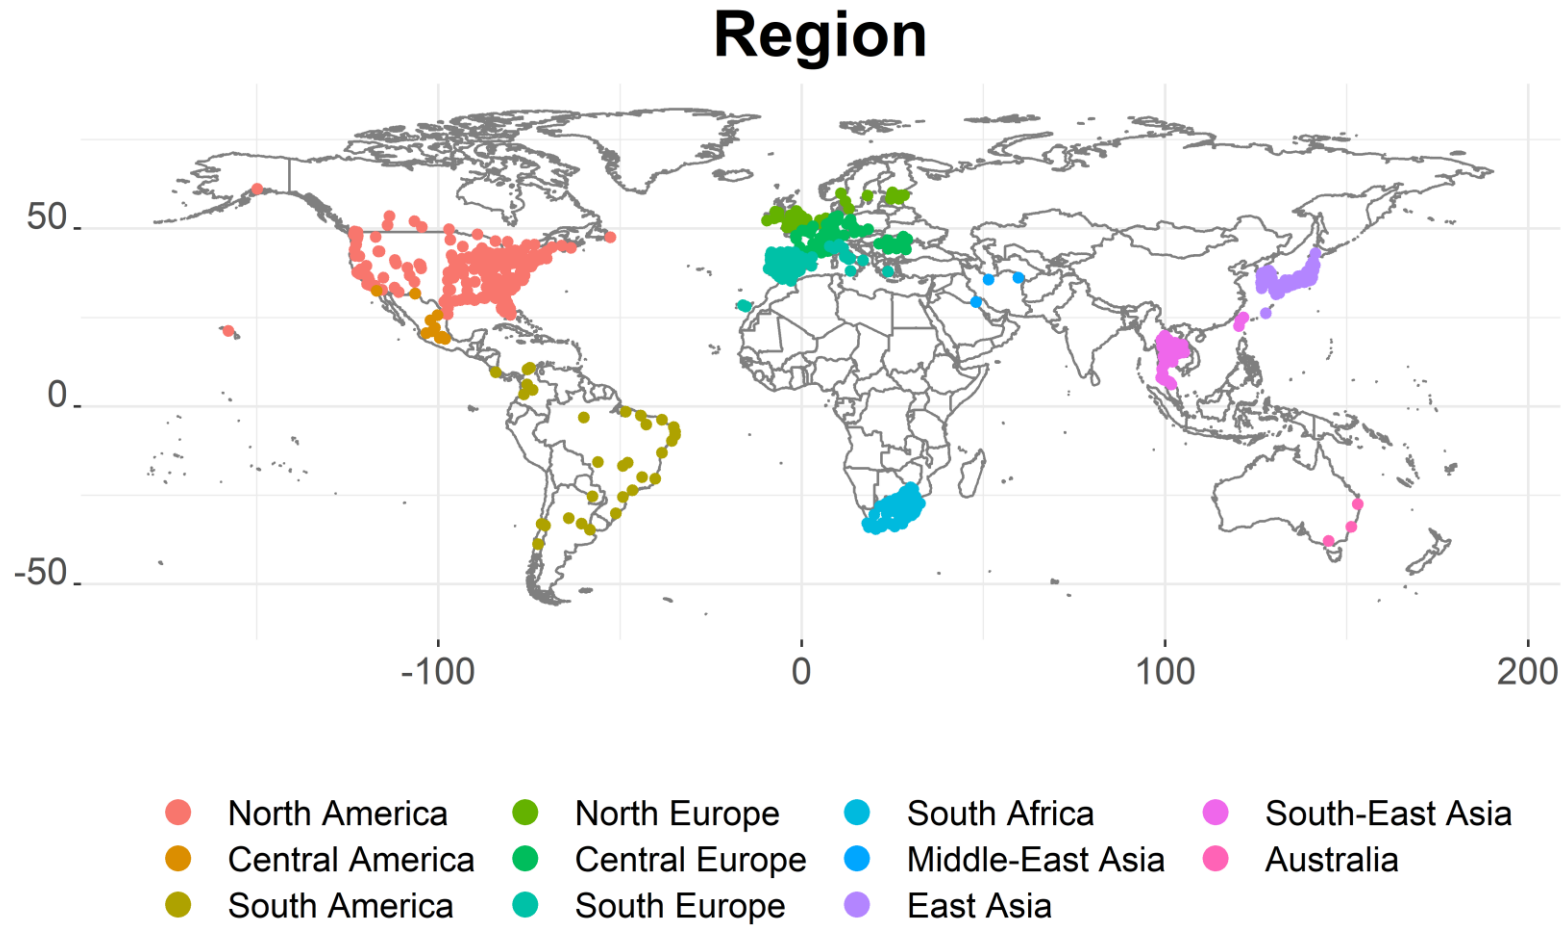 Region
50
0
-50
-100 0 100 200
North America North Europe South Africa South-East Asia
Central America Central Europe Middle-East Asia Australia
South America South Europe East Asia